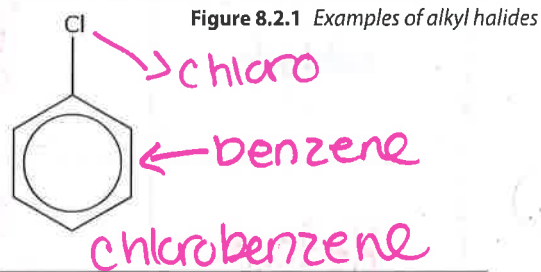 Cl
Figure 8.2.1 Examples of alkyl halides
chloro
benzene
chlorobenzene